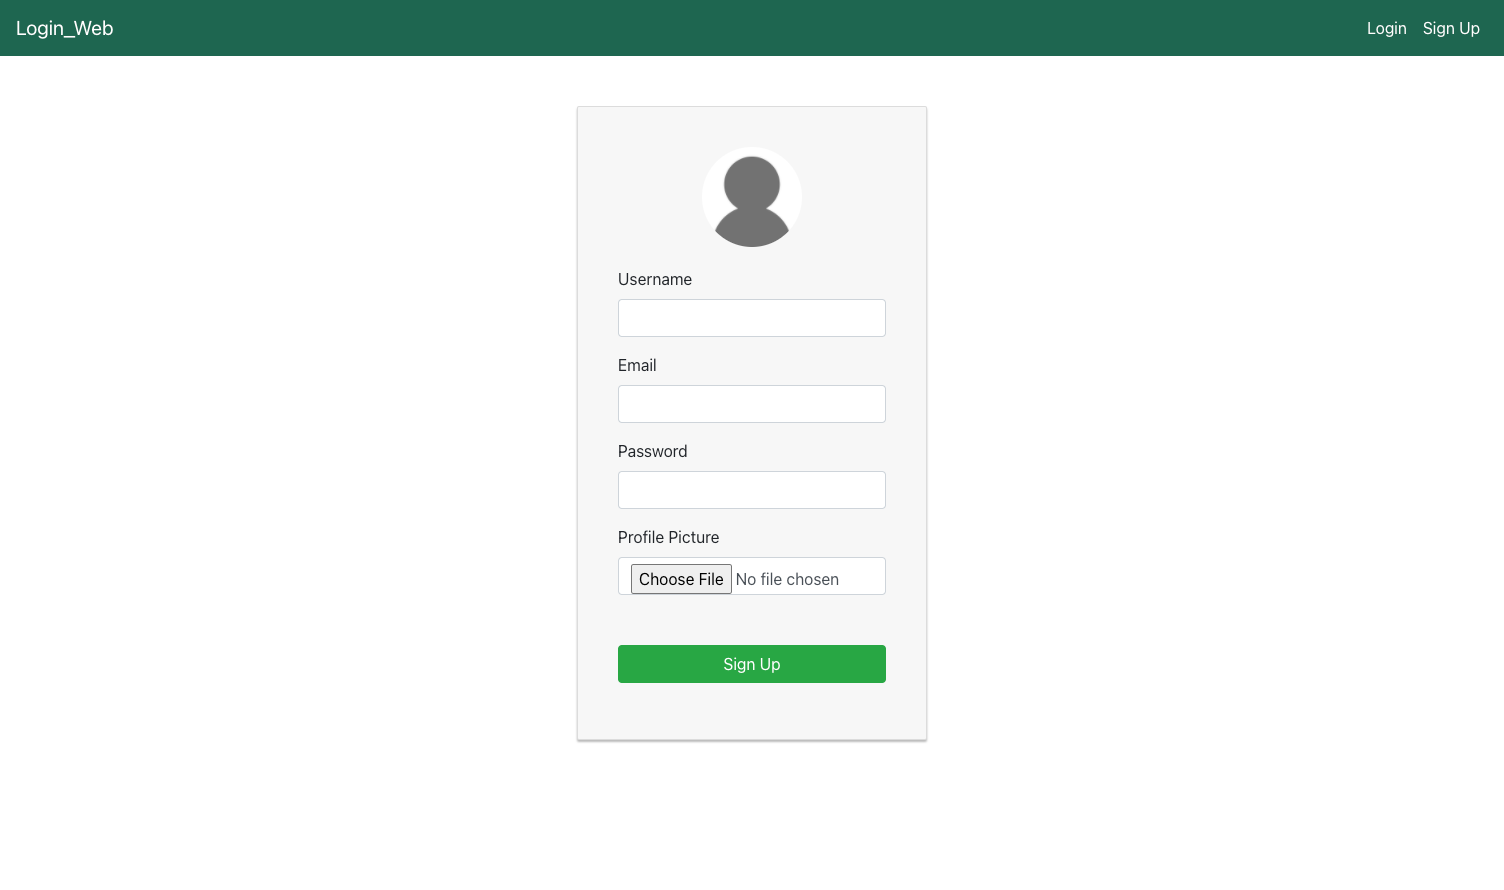 Login_Web
Login Sign Up
Username
Email
Password
Profile Picture
Choose File No file chosen
Sign Up